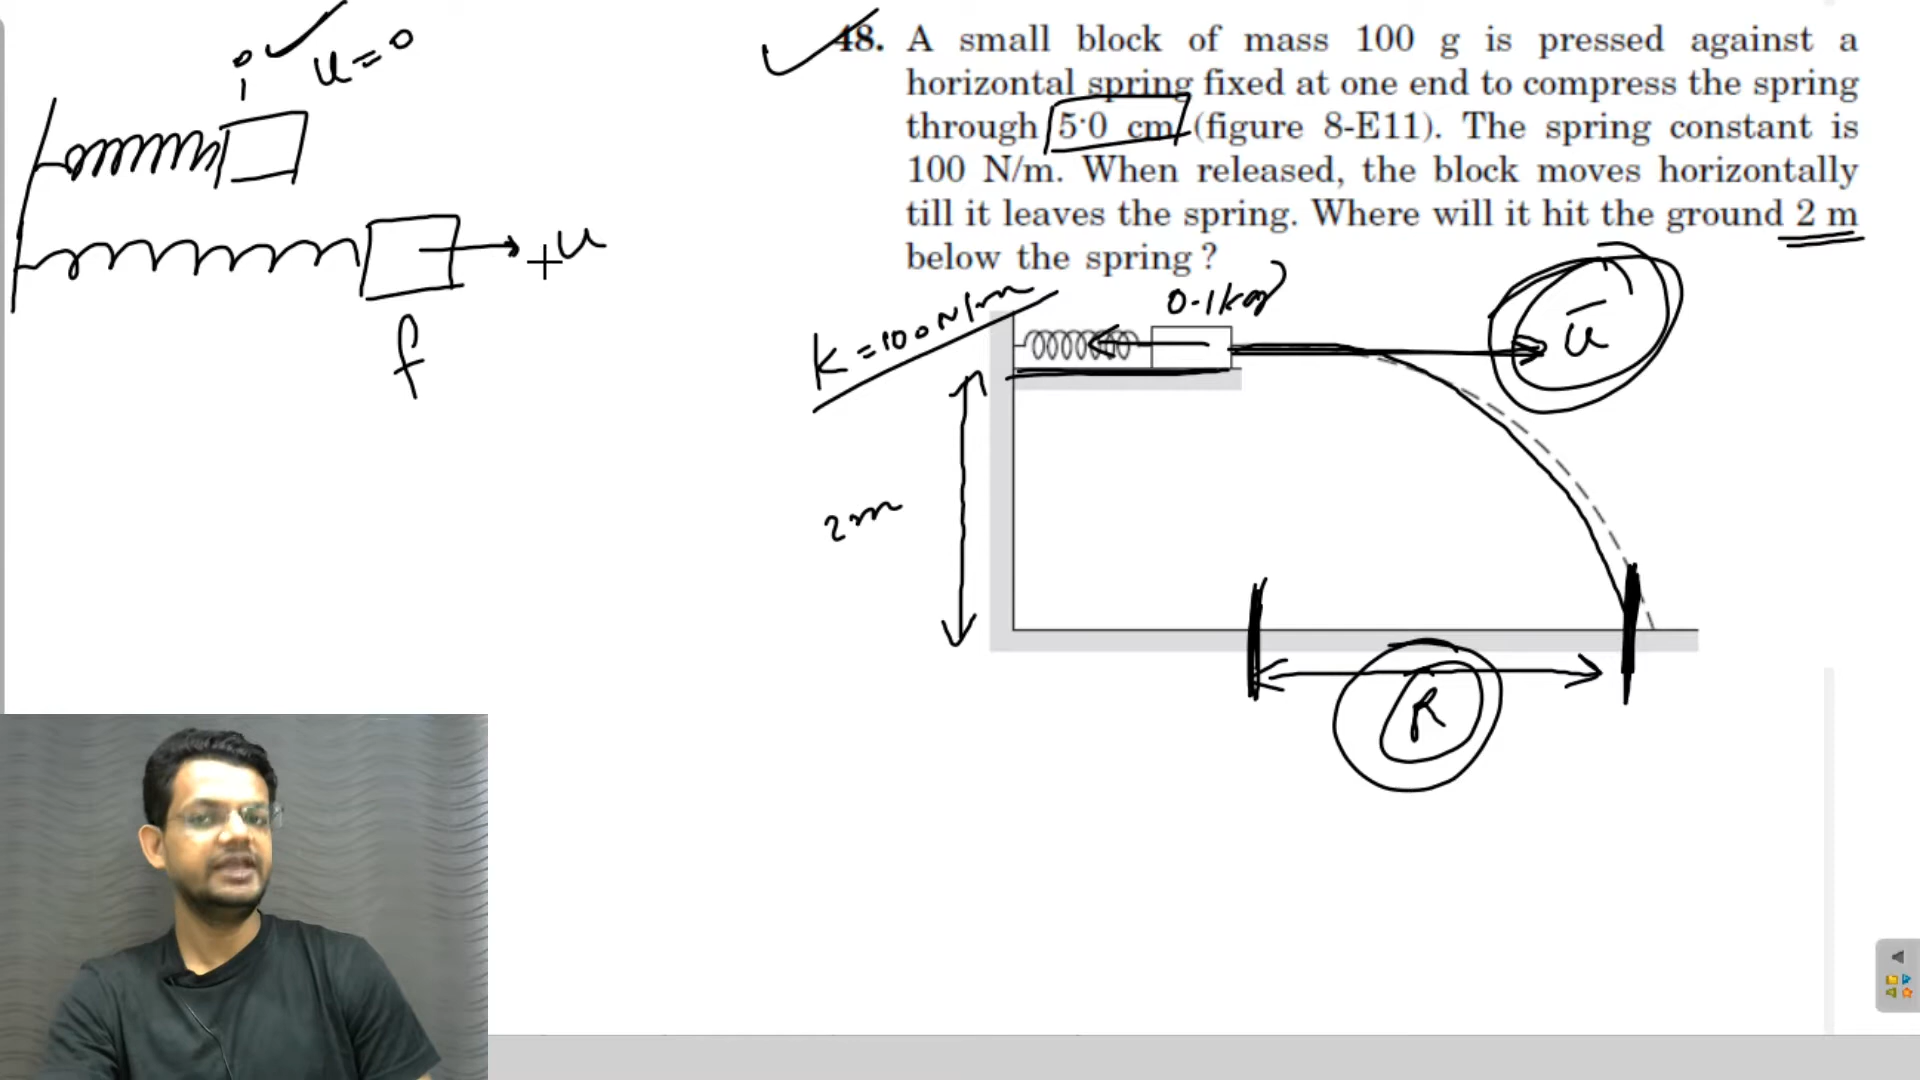 i u = 0
+u
f
48. A small block of mass 100 g is pressed against a
horizontal spring fixed at one end to compress the spring
through 5·0 cm (figure 8-E11). The spring constant is
100 N/m. When released, the block moves horizontally
till it leaves the spring. Where will it hit the ground 2 m
below the spring ?
k = 100 N/m
0.1kg
u
2m
R